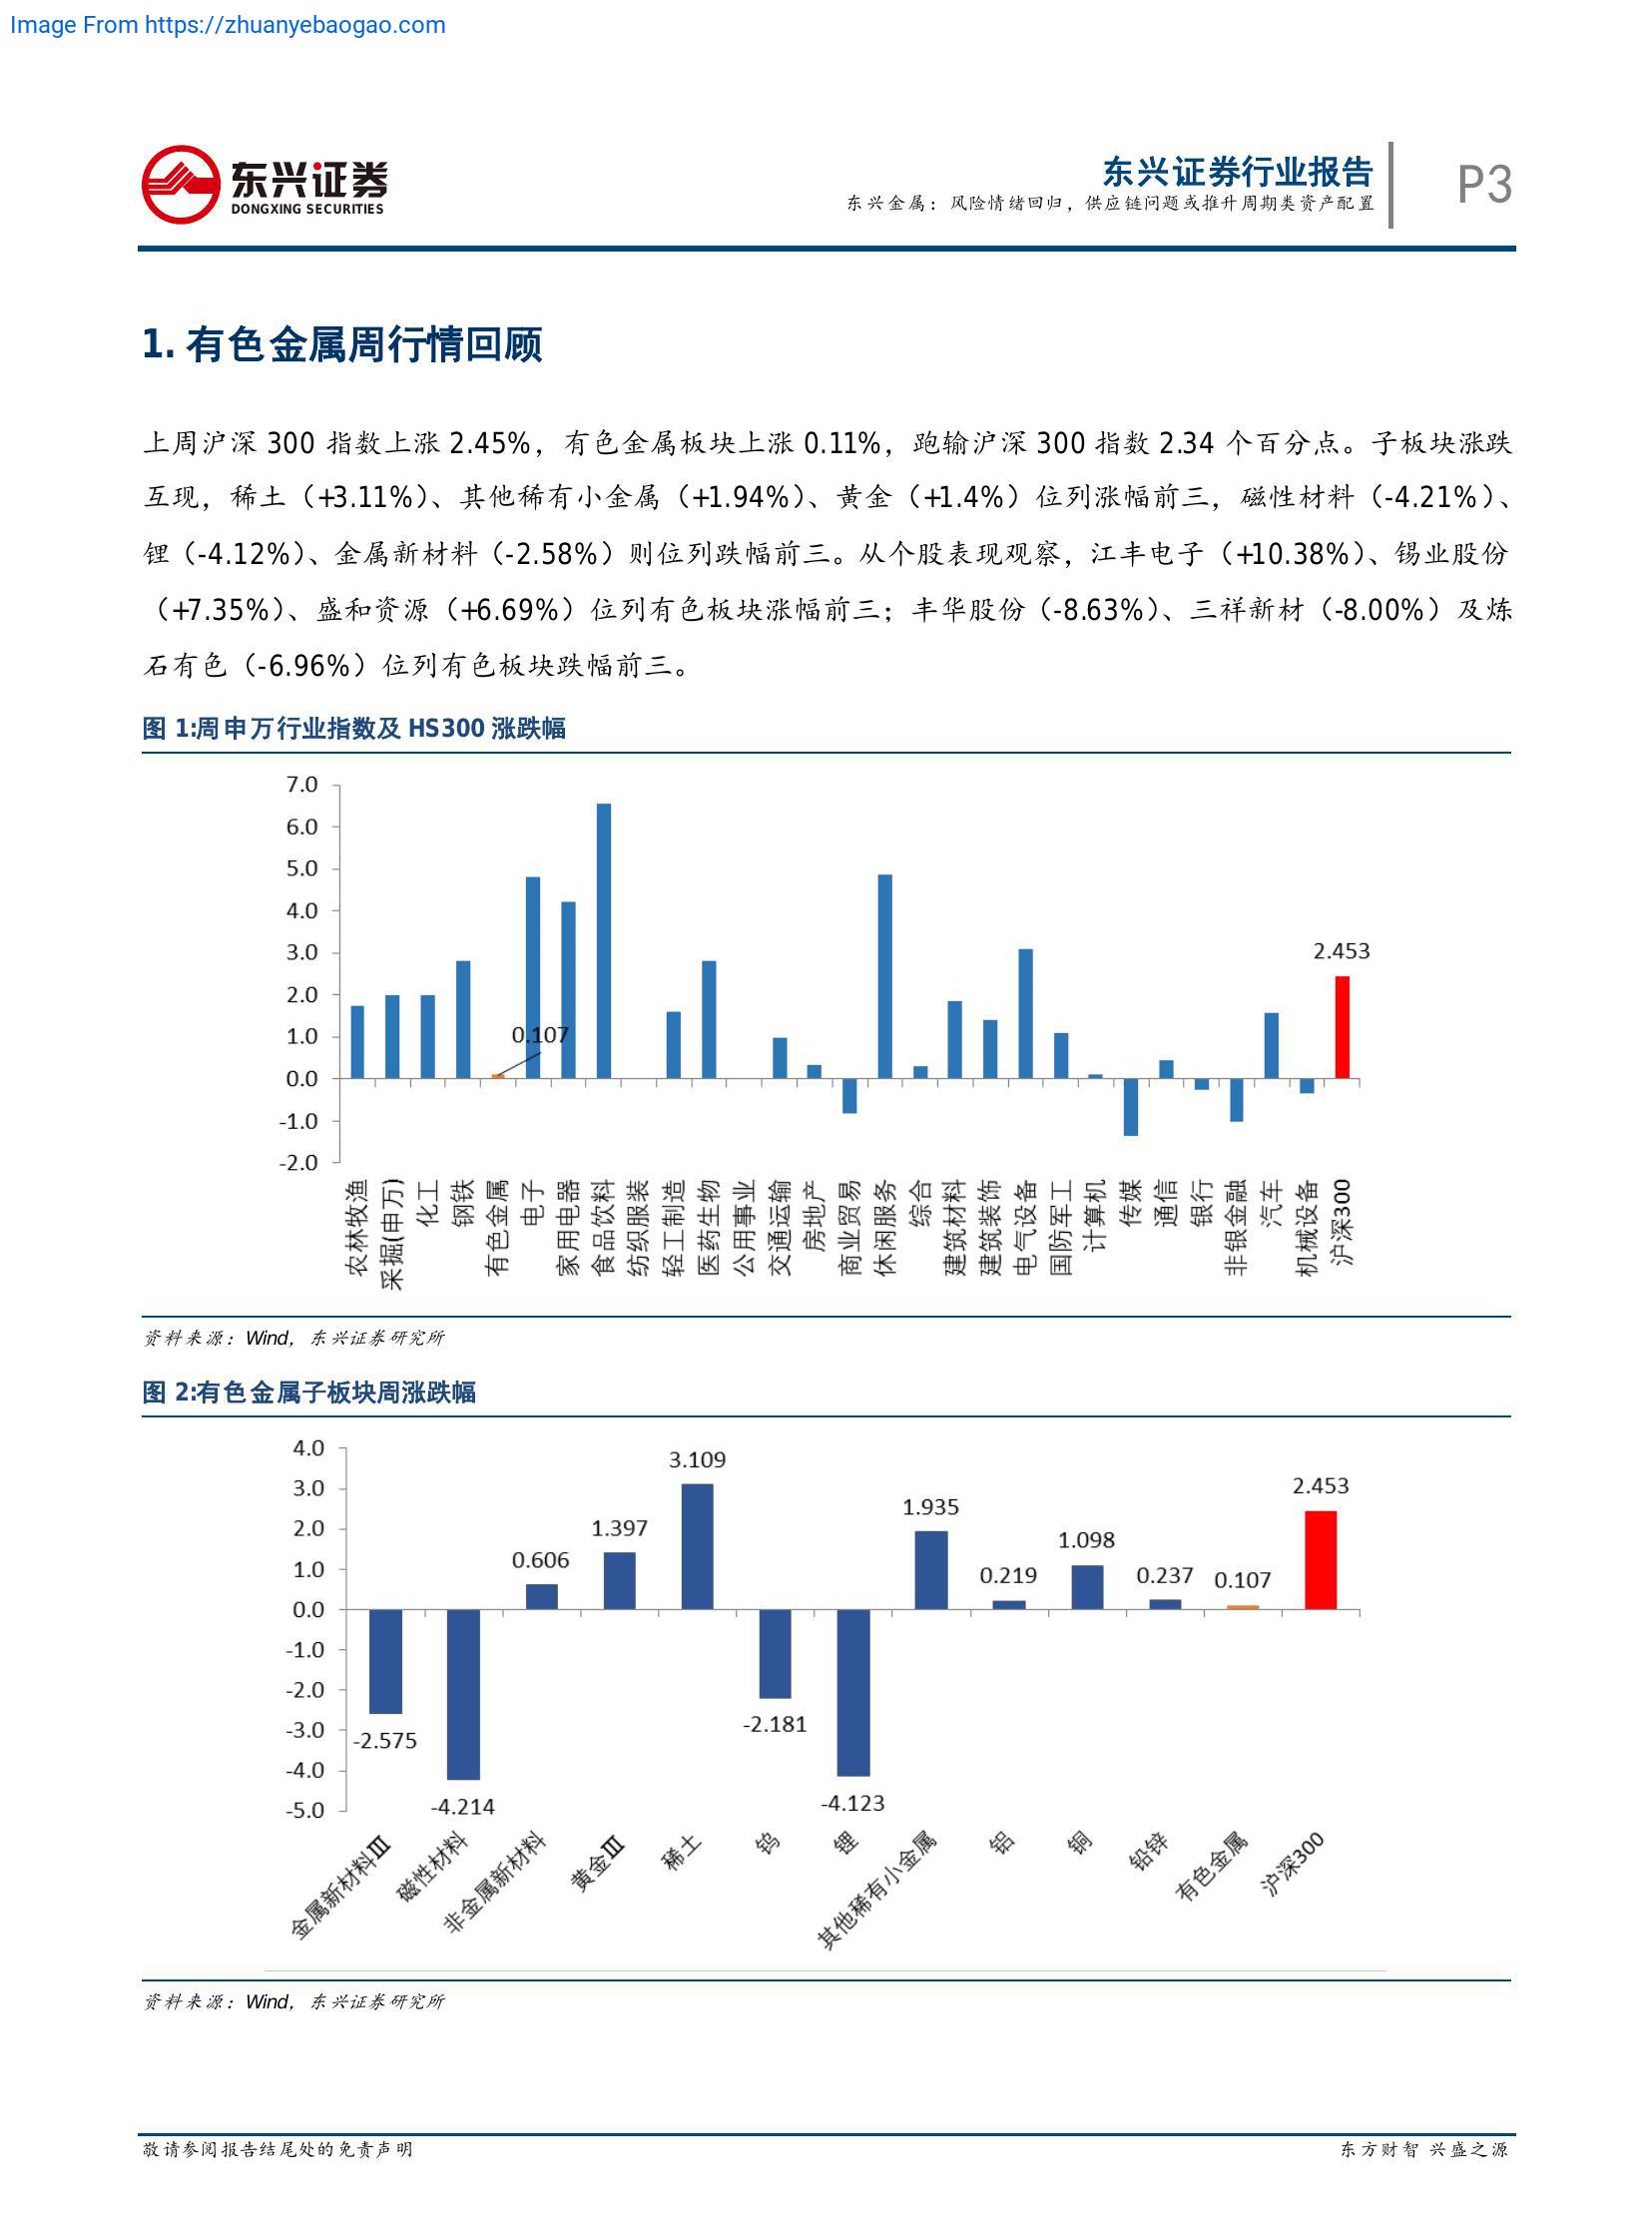 Image From https://zhuanyebaogao.com
东兴证券
DONGXING SECURITIES
东兴证券行业报告
东兴金属：风险情绪回归，供应链问题或推升周期类资产配置
P3
1. 有色金属周行情回顾
上周沪深 300 指数上涨 2.45%，有色金属板块上涨 0.11%，跑输沪深 300 指数 2.34 个百分点。子板块涨跌
互现，稀土（+3.11%）、其他稀有小金属（+1.94%）、黄金（+1.4%）位列涨幅前三，磁性材料（-4.21%）、
锂（-4.12%）、金属新材料（-2.58%）则位列跌幅前三。从个股表现观察，江丰电子（+10.38%）、锡业股份
（+7.35%）、盛和资源（+6.69%）位列有色板块涨幅前三；丰华股份（-8.63%）、三祥新材（-8.00%）及炼
石有色（-6.96%）位列有色板块跌幅前三。
图 1:周申万行业指数及 HS300 涨跌幅
7.0
6.0
5.0
4.0
3.0
2.0
1.0
0.0
-1.0
-2.0
0.107
2.453
农林牧渔
采掘(申万)
化工
钢铁
有色金属
电子
家用电器
食品饮料
纺织服装
轻工制造
医药生物
公用事业
交通运输
房地产
商业贸易
休闲服务
综合
建筑材料
建筑装饰
电气设备
国防军工
计算机
传媒
通信
银行
非银金融
汽车
机械设备
沪深300
资料来源：Wind，东兴证券研究所
图 2:有色金属子板块周涨跌幅
4.0
3.0
2.0
1.0
0.0
-1.0
-2.0
-3.0
-4.0
-5.0
-2.575
-4.214
0.606
1.397
3.109
-2.181
-4.123
1.935
0.219
1.098
0.237
0.107
2.453
金属新材料Ⅲ
磁性材料
非金属新材料
黄金Ⅲ
稀土
钨
锂
其他稀有小金属
铝
铜
铅锌
有色金属
沪深300
资料来源：Wind，东兴证券研究所
敬请参阅报告结尾处的免责声明
东方财智 兴盛之源